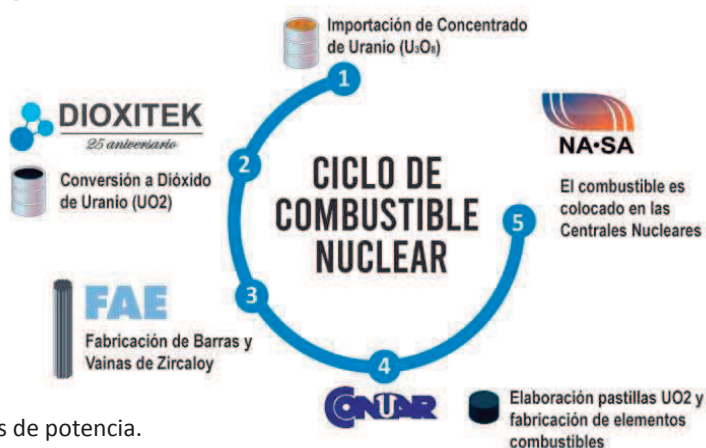 Importación de Concentrado
de Uranio (U₃O₈)
1
DIOXITEK
25 aniversario
2
Conversión a Dióxido
de Uranio (UO2)
CICLO DE
COMBUSTIBLE
NUCLEAR
NA•SA
El combustible es
colocado en las
Centrales Nucleares
5
3
FAE
Fabricación de Barras y
Vainas de Zircaloy
4
CONUAR
Elaboración pastillas UO2 y
fabricación de elementos
combustibles
s de potencia.